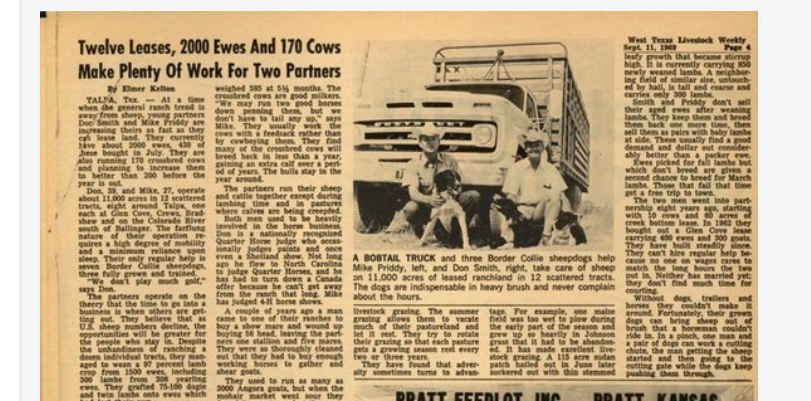 Twelve Leases, 2000 Ewes And 170 Cows
Make Plenty Of Work For Two Partners
By Elmer Kelton
TALPA, Tex. — At a time
when the general ranch trend is
away from sheep, young partners
Don Smith and Mike Priddy are
increasing theirs as fast as they
can lease land. They currently
have about 2000 ewes, 430 of
these bought in July. They are
also running 170 crossbred cows
and planning to increase them
to better than 200 before the
year is out.
Don, 29, and Mike, 27, operate
about 11,000 acres in 12 scattered
tracts, eight around Talpa, one
each at Glen Cove, Crews, Brad-
shaw and on the Colorado River
south of Ballinger. The farflung
nature of their operation re-
quires a high degree of mobility
and a minimum reliance upon
sleep. Their only regular help is
seven Border Collie sheepdogs,
three fully grown and trained.
"We don't play much golf,"
says Don.
The partners operate on the
theory that the time to go into a
business is when others are get-
ting out. They believe that as
U.S. sheep numbers decline, the
opportunities will be greater for
the people who stay in. Despite
the unhandiness of ranching a
dozen individual tracts, they man-
aged to wean a 97 percent lamb
crop from 1500 ewes, including
300 lambs from 308 yearling
ewes. They grafted 75-100 dogie
and twin lambs onto ewes which
weighed 585 at 5½ months. The
crossbred cows are good milkers.
"We may run two good horses
down penning them, but we
don't have to tail any up," says
Mike. They usually work the
cows with a feedsack rather than
by cowboying them. They find
many of the crossbred cows will
breed back in less than a year,
gaining an extra calf over a peri-
od of years. The bulls stay in the
year around.
The partners run their sheep
and cattle together except during
lambing time and in pastures
where calves are being creepfed.
Both men used to be heavily
involved in the horse business.
Don is a nationally recognized
Quarter Horse judge who occa-
sionally judges paints and once
even a Shetland show. Not long
ago he flew to North Carolina
to judge Quarter Horses, and he
has had to turn down a Canada
offer because he can't get away
from the ranch that long. Mike
has judged 4-H horse shows.
A couple of years ago a man
came to one of their ranches to
buy a show mare and wound up
buying 56 head, leaving the part-
ners one stallion and five mares.
They were so thoroughly cleaned
out that they had to buy enough
working horses to gather and
shear goats.
They used to run as many as
3000 Angora goats, but when the
mohair market went sour they
A BOBTAIL TRUCK and three Border Collie sheepdogs help
Mike Priddy, left, and Don Smith, right, take care of sheep
on 11,000 acres of leased ranchland in 12 scattered tracts.
The dogs are indispensable in heavy brush and never complain
about the hours.
livestock grazing. The summer
grazing allows them to vacate
much of their pastureland and
let it rest. They try to rotate
their grazing so that each pasture
gets a growing season rest every
two or three years.
They have found that adver-
sity sometimes turns to advan-
tage. For example, one maize
field was too wet to plow during
the early part of the season and
grew up so heavily in Johnson
grass that it had to be abandon-
ed. It has made excellent live-
stock grazing. A 115 acre sudan
patch hailed out in June later
suckered out with thin stemmed
West Texas Livestock Weekly
Sept. 11, 1969 Page 4
leafy growth that became stirrup
high. It is currently carrying 850
newly weaned lambs. A neighbor-
ing field of similar size, untouch-
ed by hail, is tall and coarse and
carries only 300 lambs.
Smith and Priddy don't sell
their aged ewes after weaning
lambs. They keep them and breed
them back one more time, then
sell them as pairs with baby lambs
at side. These usually find a good
demand and dollar out consider-
ably better than a parker ewe.
Ewes picked for fall lambs but
which don't breed are given a
second chance to breed for March
lambs. Those that fail that time
get a free trip to town.
The two men went into part-
nership eight years ago, starting
with 10 cows and 60 acres of
creek bottom lease. In 1962 they
bought out a Glen Cove lease
carrying 400 ewes and 300 goats.
They have built steadily since.
They can't hire regular help be-
cause no one on wages cares to
match the long hours the two
put in. Neither has married yet;
they don't find much time for
courting.
Without dogs, trailers and
horses they couldn't make it
around. Fortunately, their grown
dogs can bring sheep out of
brush that a horseman couldn't
ride in. In a pinch, one man and
a pair of dogs can work a cutting
chute, the man getting the sheep
started and then going to the
cutting gate while the dogs keep
pushing them through.
PRATT FEEDLOT, INC. PRATT, KANSAS